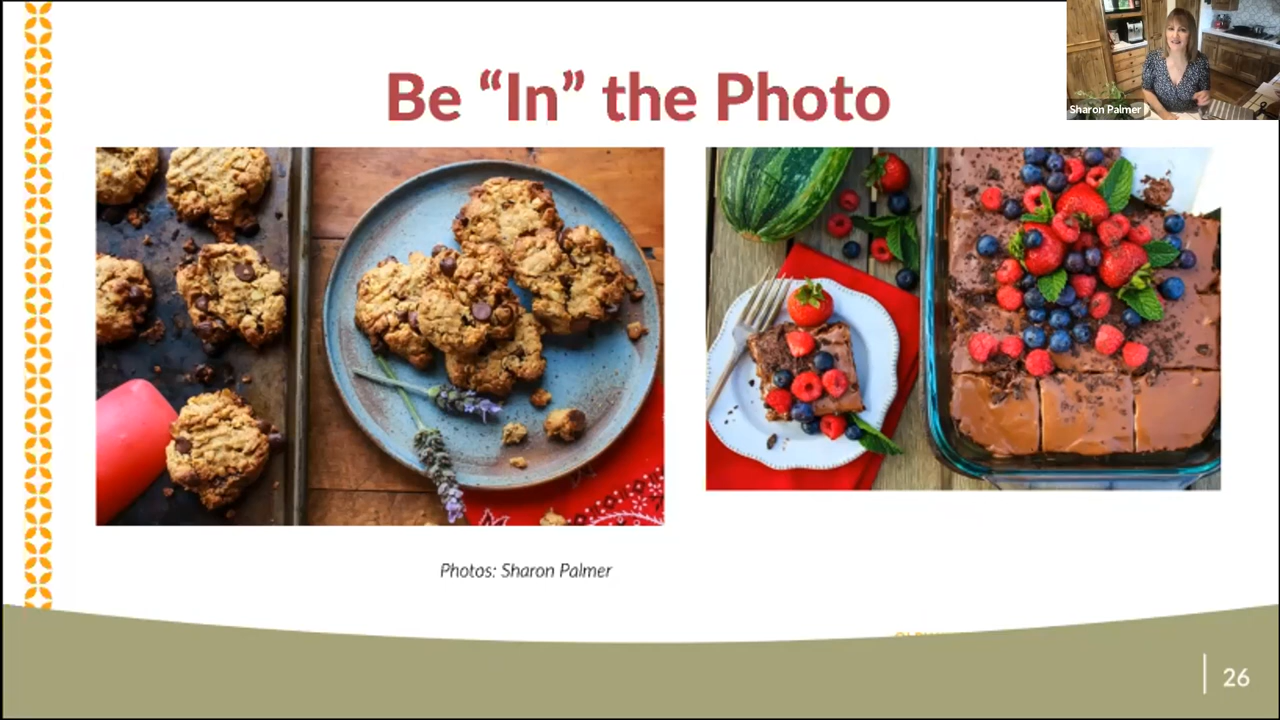 Be “In” the Photo
Sharon Palmer
Photos: Sharon Palmer
26